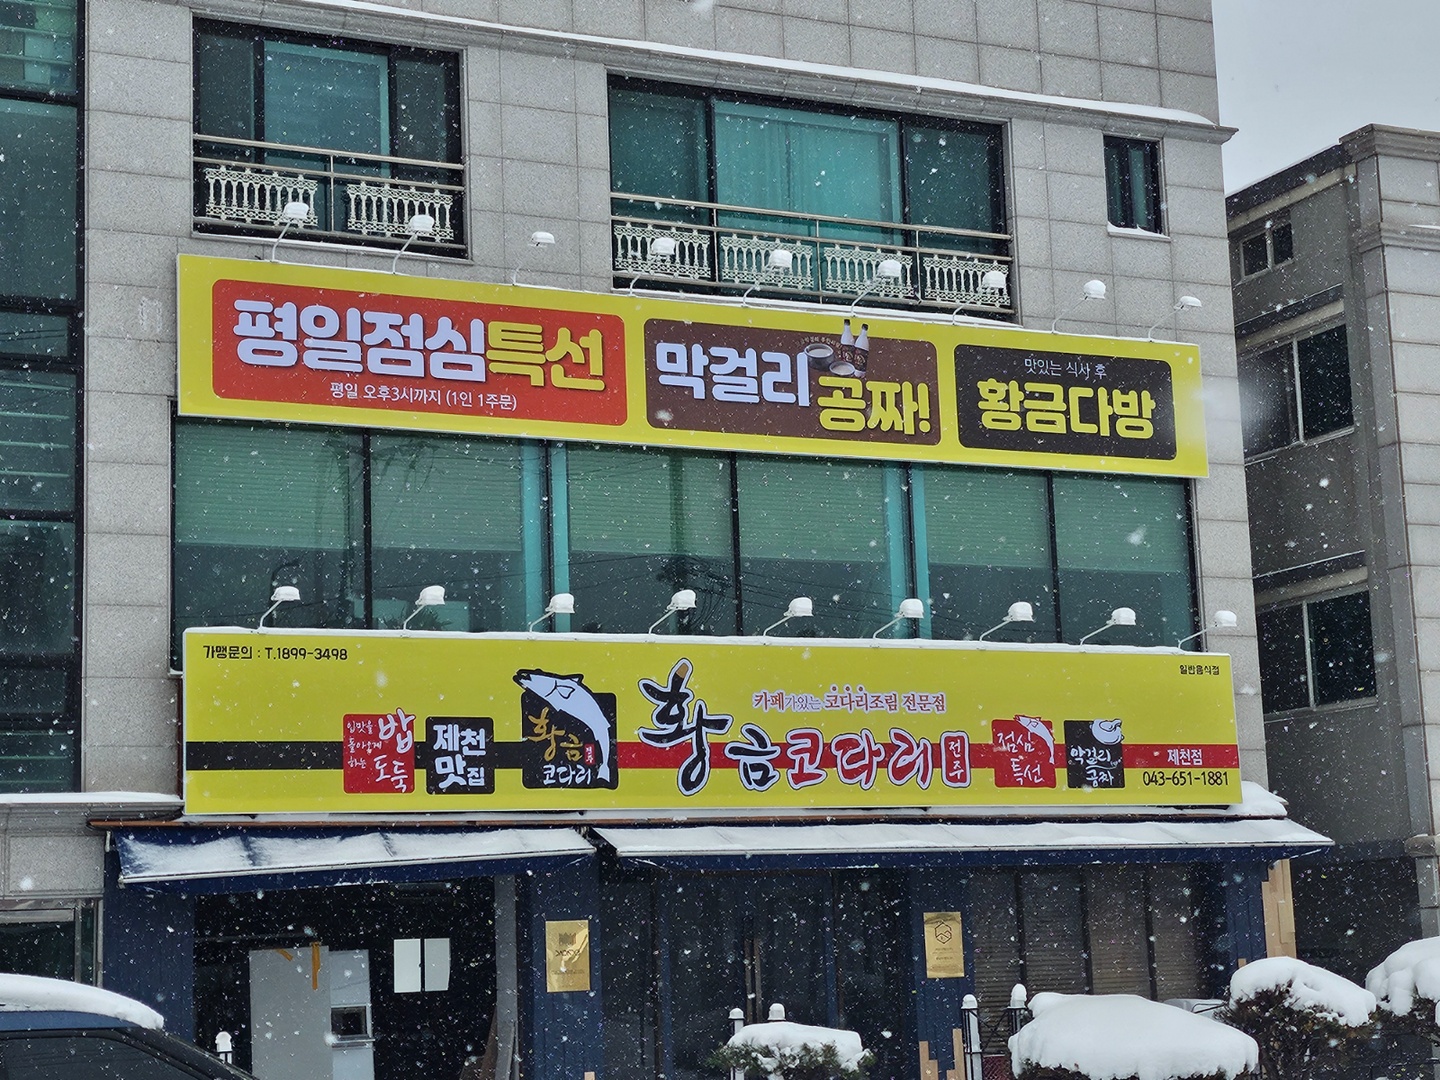 평일점심특선
평일 오후3시까지 (1인 1주문)
막걸리
공짜!
맛있는 식사 후
황금다방
가맹문의 : T.1899-3498
일반음식점
입맛을
돌아오게
하는
밥
도둑
제천
맛집
황금
전주
코다리
카페가있는 코다리조림 전문점
황금코다리 전주
점심
특선
막걸리
공짜
제천점
043-651-1881